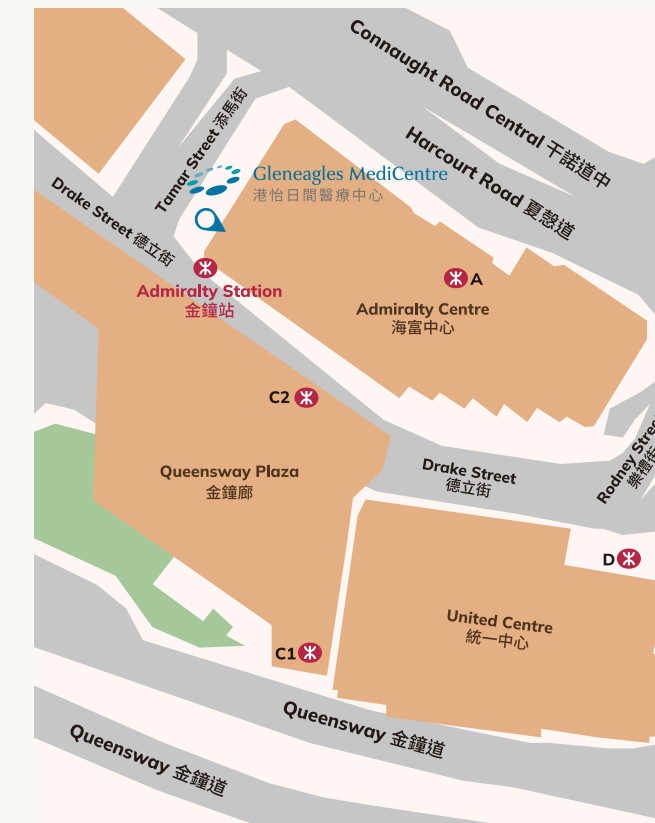 Connaught Road Central 干諾道中
Harcourt Road 夏慤道
Tamar Street 添馬街
Gleneagles MediCentre
港怡日間醫療中心
Drake Street 德立街
Admiralty Station
金鐘站
A
Admiralty Centre
海富中心
C2
Rodney Street
樂禮街
Drake Street
德立街
Queensway Plaza
金鐘廊
D
United Centre
統一中心
C1
Queensway 金鐘道
Queensway 金鐘道